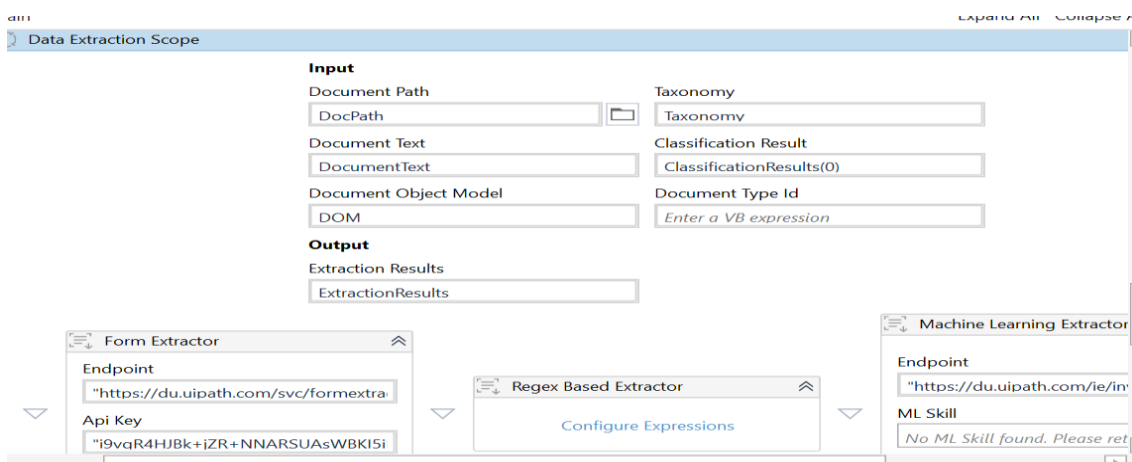 Expand All Collapse A
Data Extraction Scope
Input
Document Path
Taxonomy
DocPath
Taxonomy
Document Text
Classification Result
DocumentText
ClassificationResults(0)
Document Object Model
Document Type Id
DOM
Enter a VB expression
Output
Extraction Results
ExtractionResults
Form Extractor
Endpoint
"https://du.uipath.com/svc/formextra
Api Key
"i9vqR4HJBk+jZR+NNARSUAsWBKI5i
Regex Based Extractor
Configure Expressions
Machine Learning Extractor
Endpoint
"https://du.uipath.com/ie/in
ML Skill
No ML Skill found. Please ret